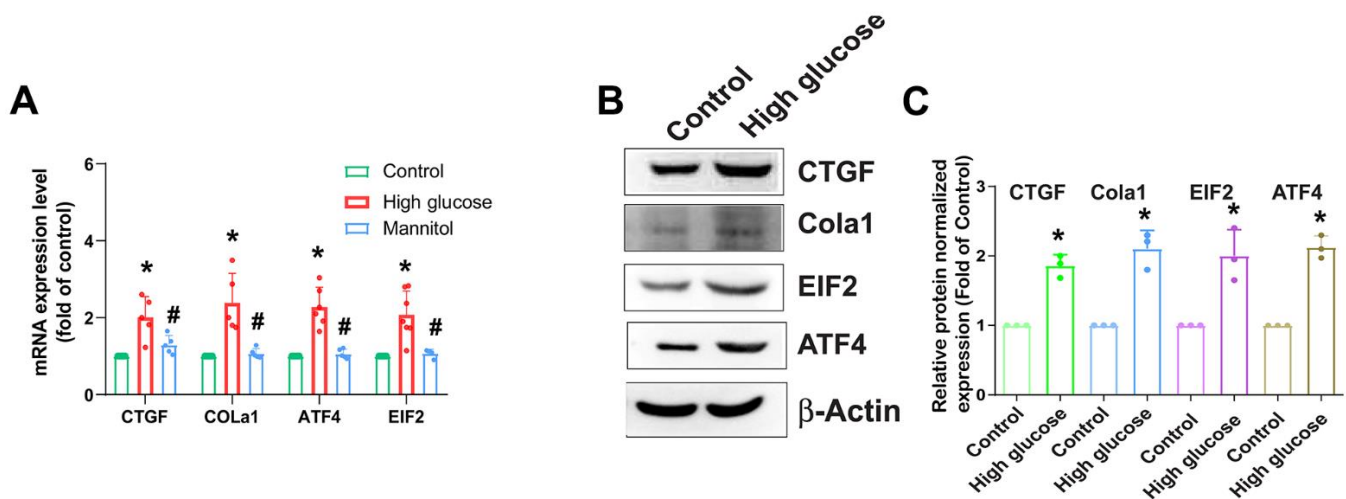 A
mRNA expression level
(fold of control)
6
4
2
0
Control
High glucose
Mannitol
*
#
*
#
*
#
*
#
CTGF
COLa1
ATF4
EIF2
B
Control
High glucose
CTGF
Cola1
EIF2
ATF4
β-Actin
C
Relative protein normalized
expression (Fold of Control)
3
2
1
0
CTGF
Cola1
EIF2
ATF4
*
*
*
*
Control
High glucose
Control
High glucose
Control
High glucose
Control
High glucose